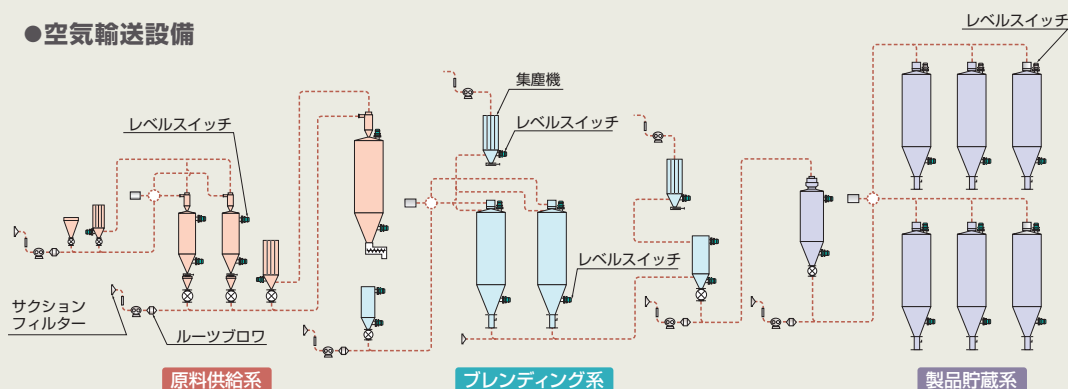 ●空気輸送設備
レベルスイッチ
集塵機
レベルスイッチ
レベルスイッチ
レベルスイッチ
サクション
フィルター
ルーツブロワ
原料供給系
ブレンディング系
製品貯蔵系